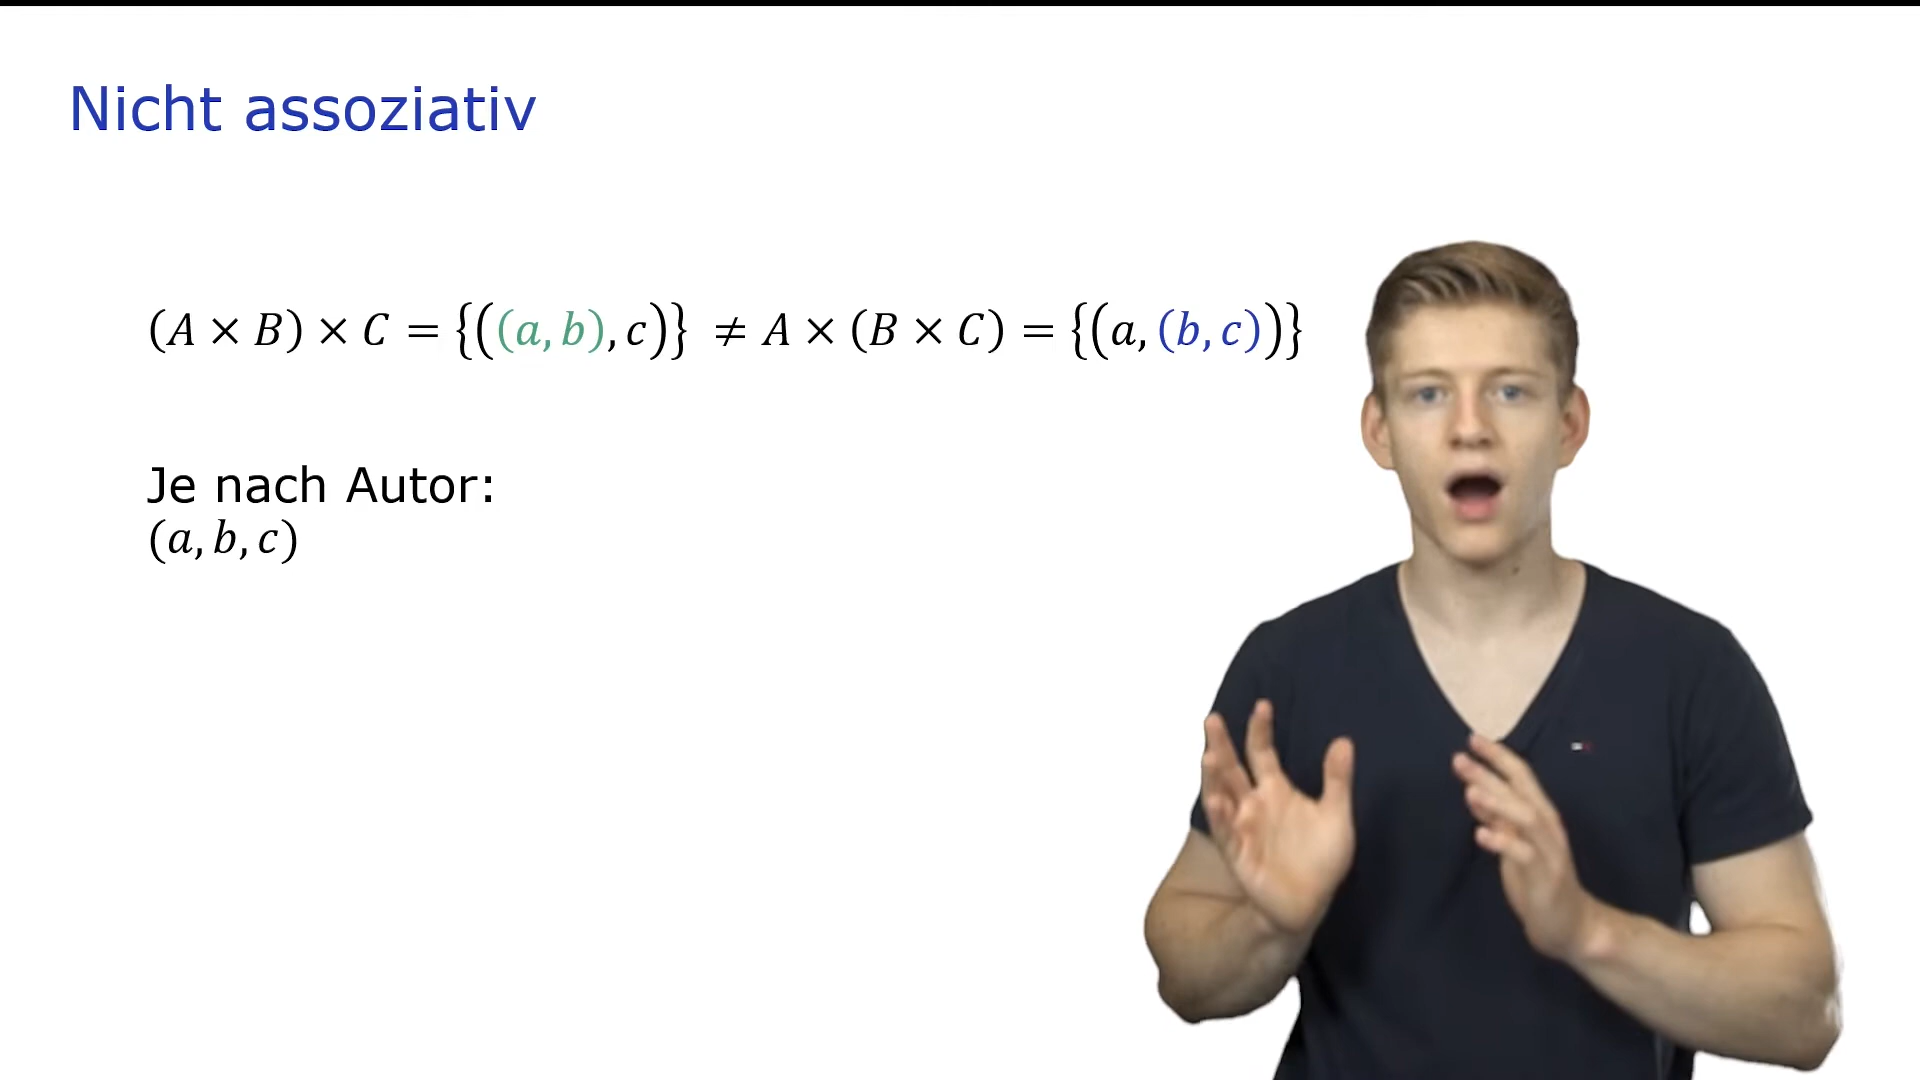 Nicht assoziativ
(A × B) × C = {((a, b), c)} ≠ A × (B × C) = {(a, (b, c))}
Je nach Autor:
(a, b, c)